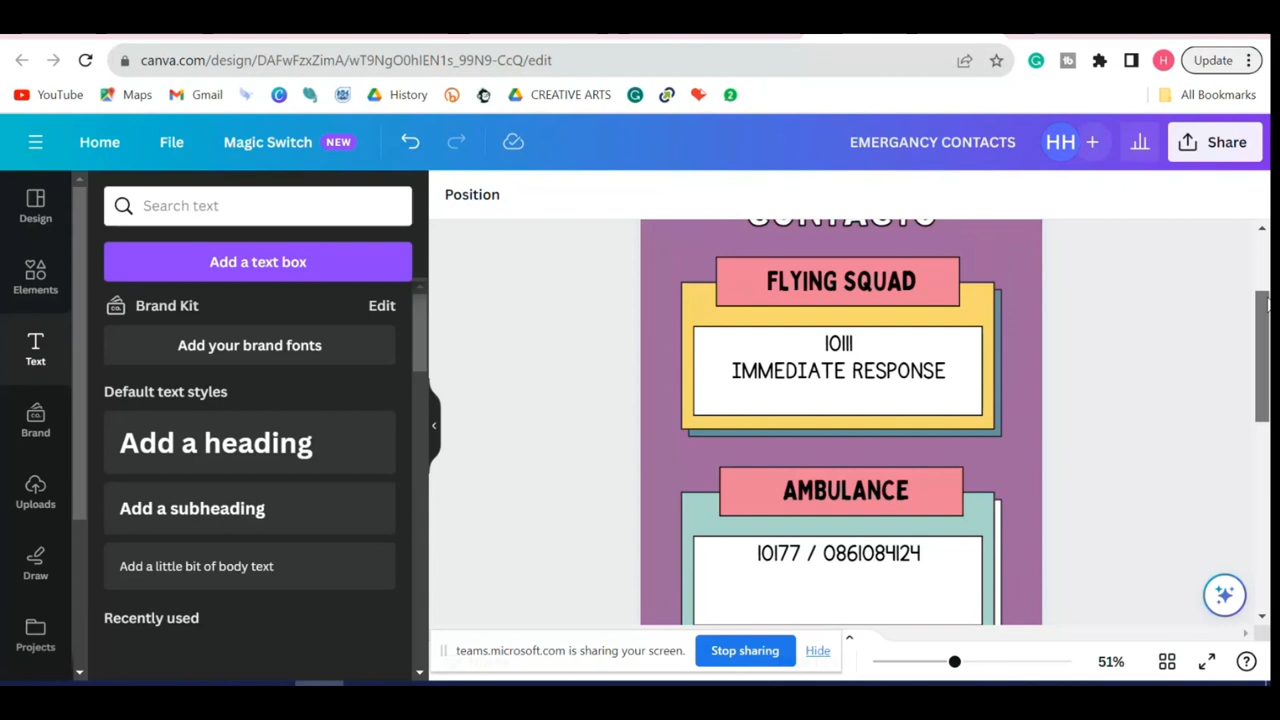 canva.com/design/DAFwFzxZimA/wT9NgO0hIEN1s_99N9-CcQ/edit
H
Update
YouTube
Maps
Gmail
History
CREATIVE ARTS
2
All Bookmarks
Home
File
Magic Switch
NEW
EMERGANCY CONTACTS
HH
+
Share
Design
Elements
T
Text
CO.
Brand
Uploads
Draw
Projects
Search text
Add a text box
CO.
Brand Kit
Edit
Add your brand fonts
Default text styles
Add a heading
Add a subheading
Add a little bit of body text
Recently used
Position
CONTACTS
FLYING SQUAD
10111
IMMEDIATE RESPONSE
AMBULANCE
10177 / 0861084124
teams.microsoft.com is sharing your screen.
Stop sharing
Hide
51%
?